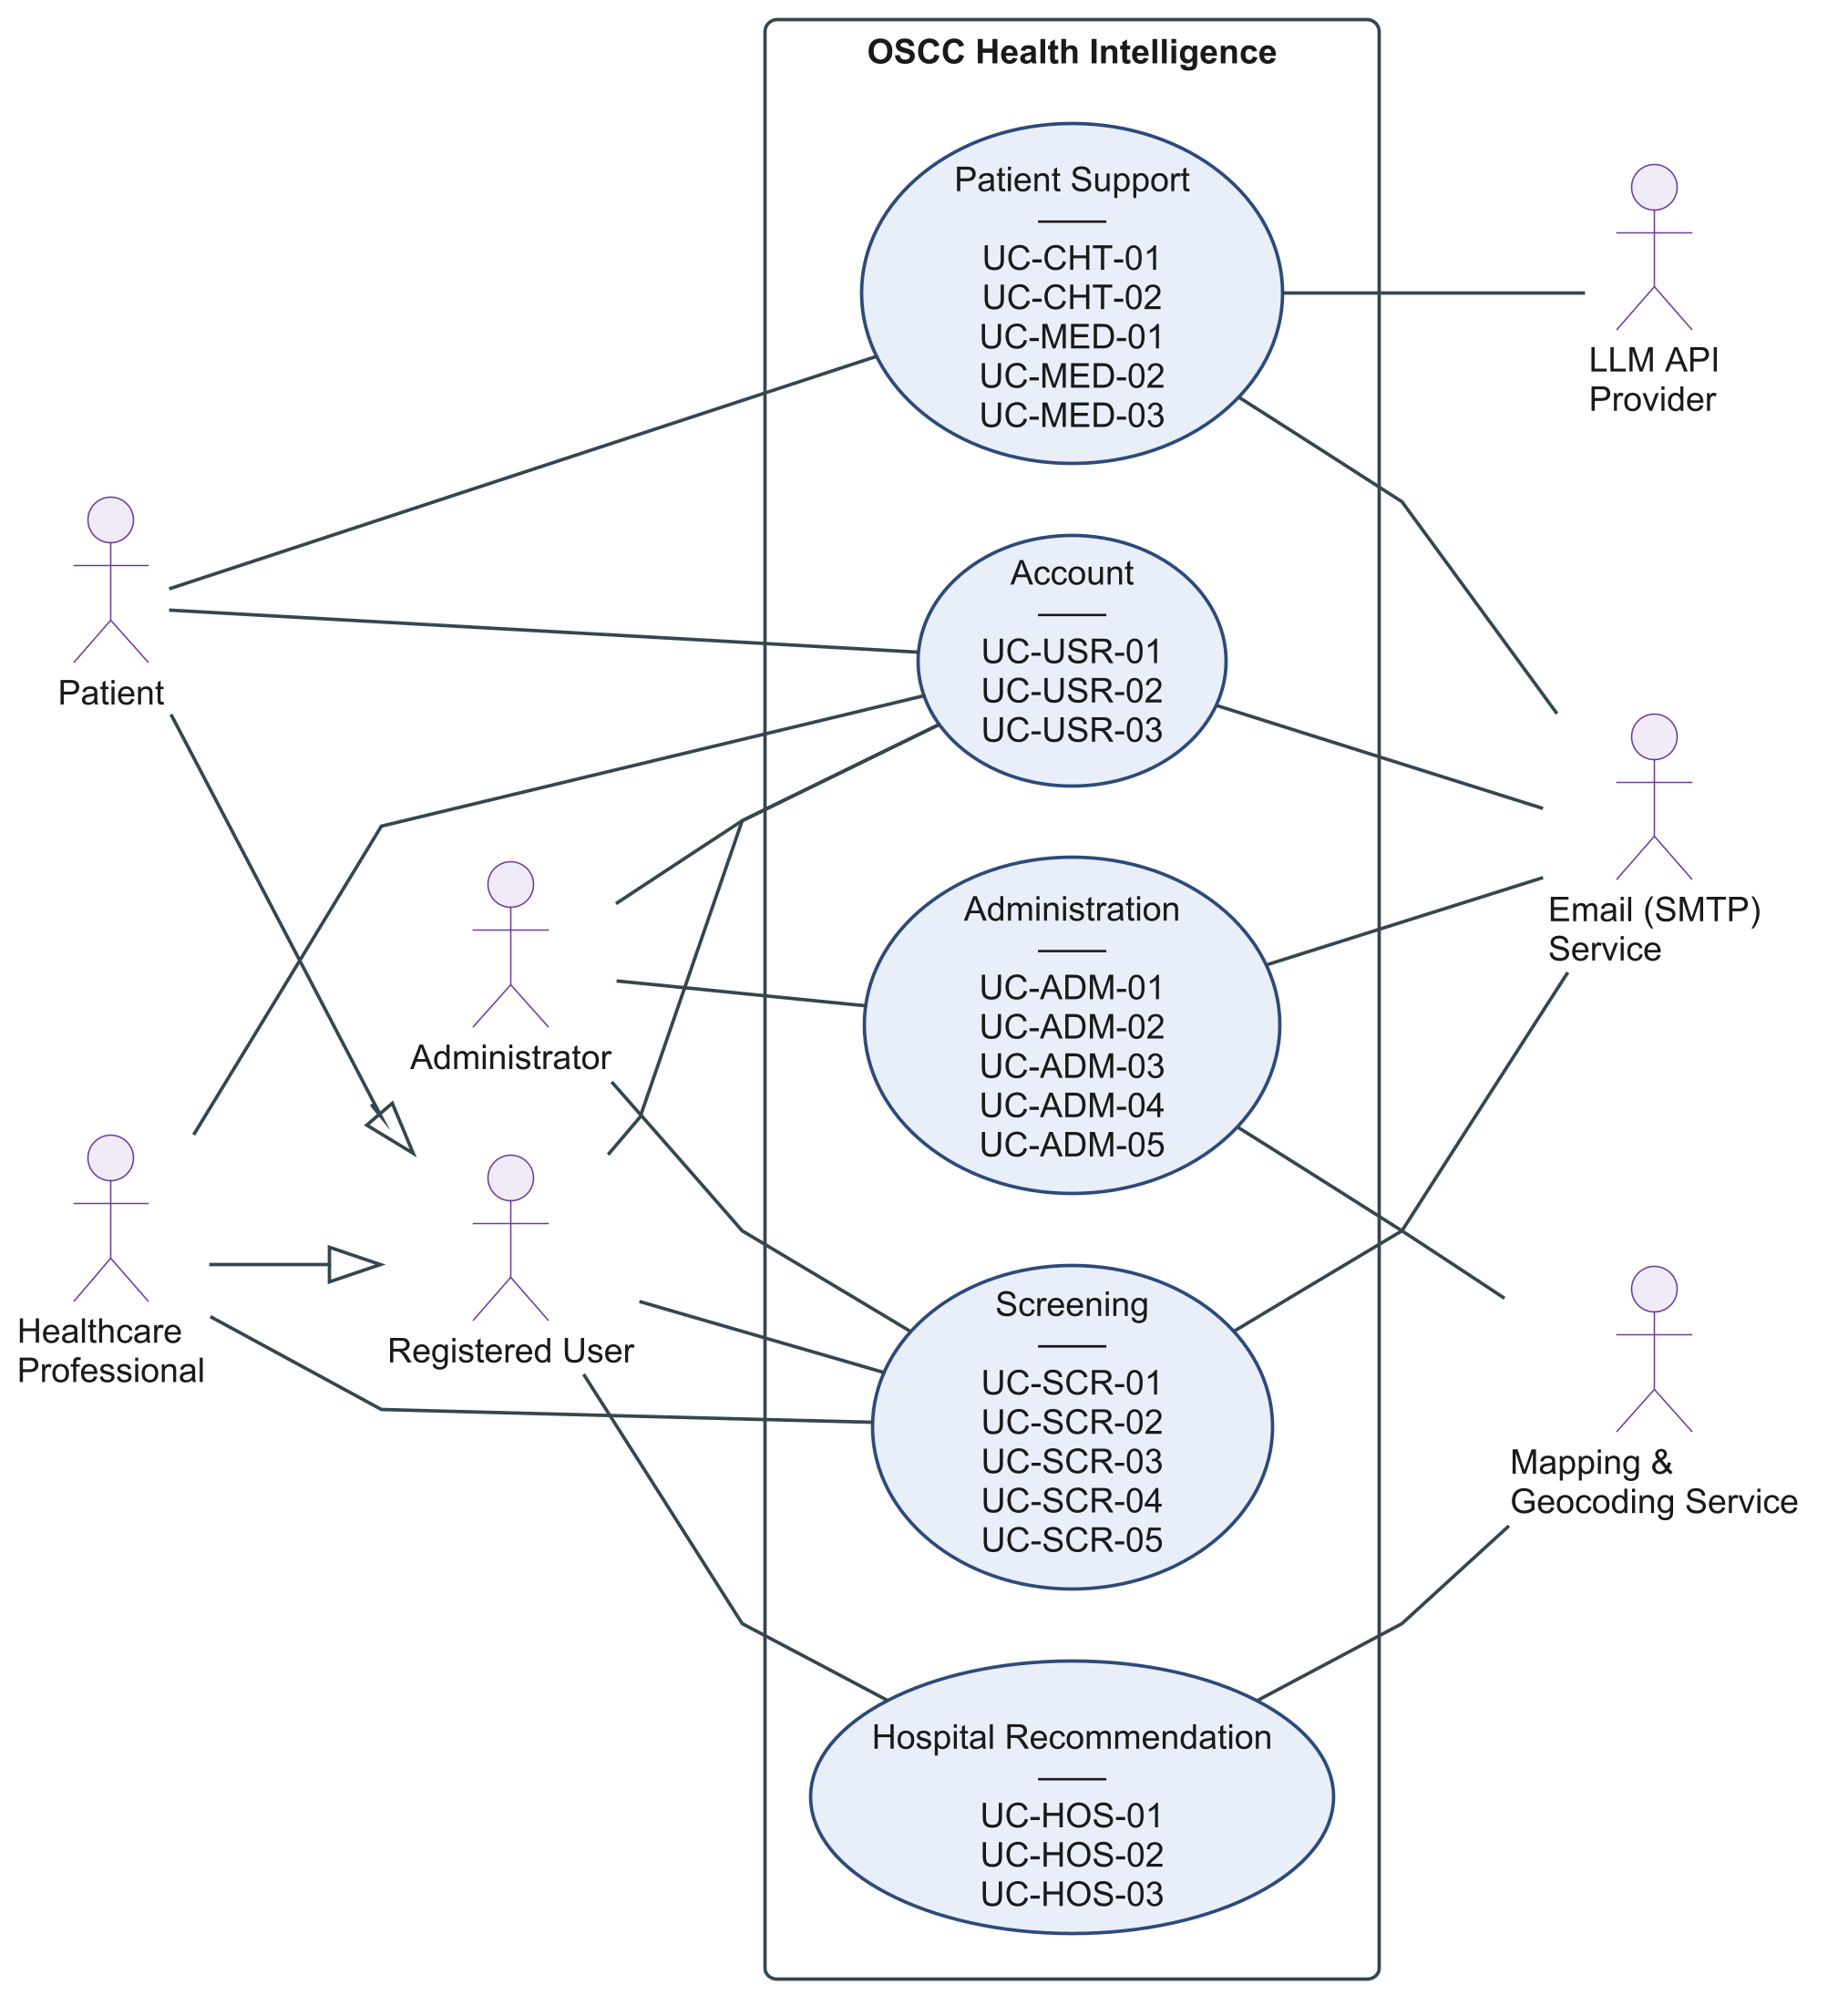 OSCC Health Intelligence
Patient Support
UC-CHT-01
UC-CHT-02
UC-MED-01
UC-MED-02
UC-MED-03
LLM API
Provider
Patient
Account
UC-USR-01
UC-USR-02
UC-USR-03
Email (SMTP)
Service
Administrator
Administration
UC-ADM-01
UC-ADM-02
UC-ADM-03
UC-ADM-04
UC-ADM-05
Healthcare
Professional
Registered User
Screening
UC-SCR-01
UC-SCR-02
UC-SCR-03
UC-SCR-04
UC-SCR-05
Mapping &
Geocoding Service
Hospital Recommendation
UC-HOS-01
UC-HOS-02
UC-HOS-03